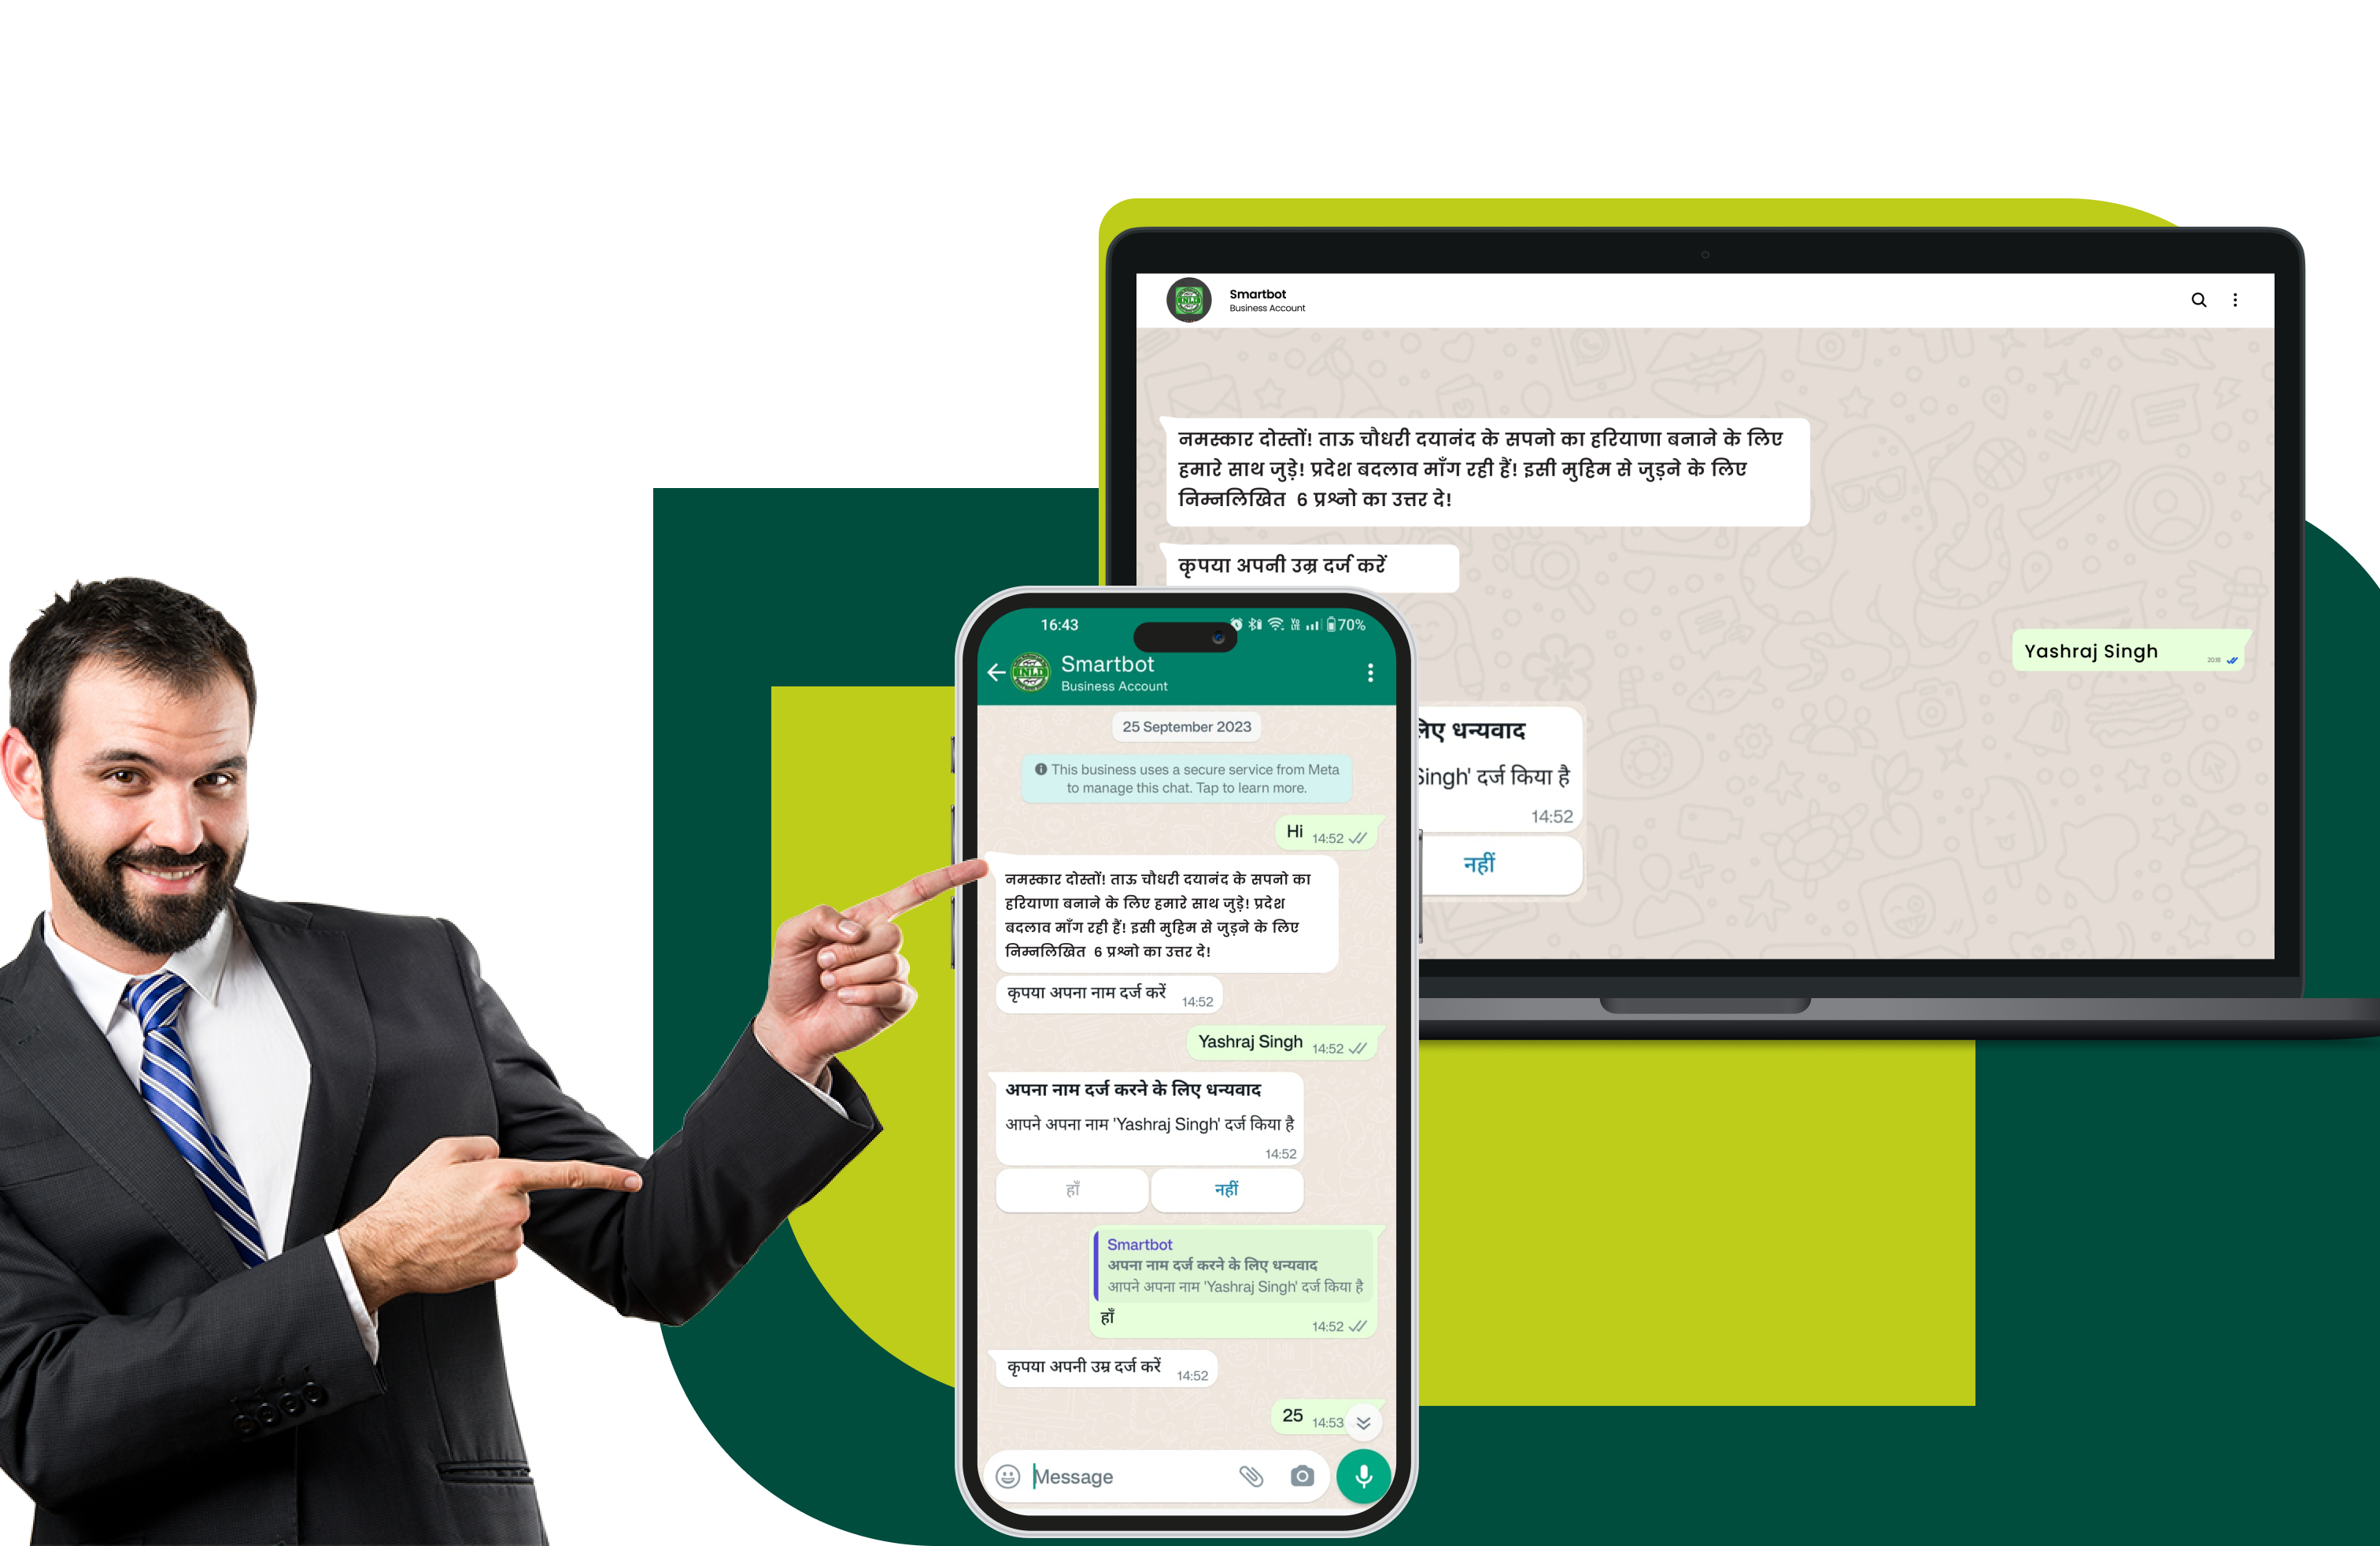 Smartbot
Business Account
नमस्कार दोस्तों! ताऊ चौधरी दयानंद के सपनो का हरियाणा बनाने के लिए
हमारे साथ जुड़े! प्रदेश बदलाव माँग रही हैं! इसी मुहिम से जुड़ने के लिए
निम्नलिखित 6 प्रश्नो का उत्तर दे!
कृपया अपनी उम्र दर्ज करें
Yashraj Singh
लिए धन्यवाद
Singh' दर्ज किया है
14:52
नहीं
16:43
70%
INLD
Smartbot
Business Account
25 September 2023
This business uses a secure service from Meta
to manage this chat. Tap to learn more.
Hi 14:52
नमस्कार दोस्तों! ताऊ चौधरी दयानंद के सपनो का
हरियाणा बनाने के लिए हमारे साथ जुड़े! प्रदेश
बदलाव माँग रही हैं! इसी मुहिम से जुड़ने के लिए
निम्नलिखित 6 प्रश्नो का उत्तर दे!
कृपया अपना नाम दर्ज करें 14:52
Yashraj Singh 14:52
अपना नाम दर्ज करने के लिए धन्यवाद
आपने अपना नाम 'Yashraj Singh' दर्ज किया है
14:52
हाँ
नहीं
Smartbot
अपना नाम दर्ज करने के लिए धन्यवाद
आपने अपना नाम 'Yashraj Singh' दर्ज किया है
हाँ
14:52
कृपया अपनी उम्र दर्ज करें 14:52
25 14:53
Message